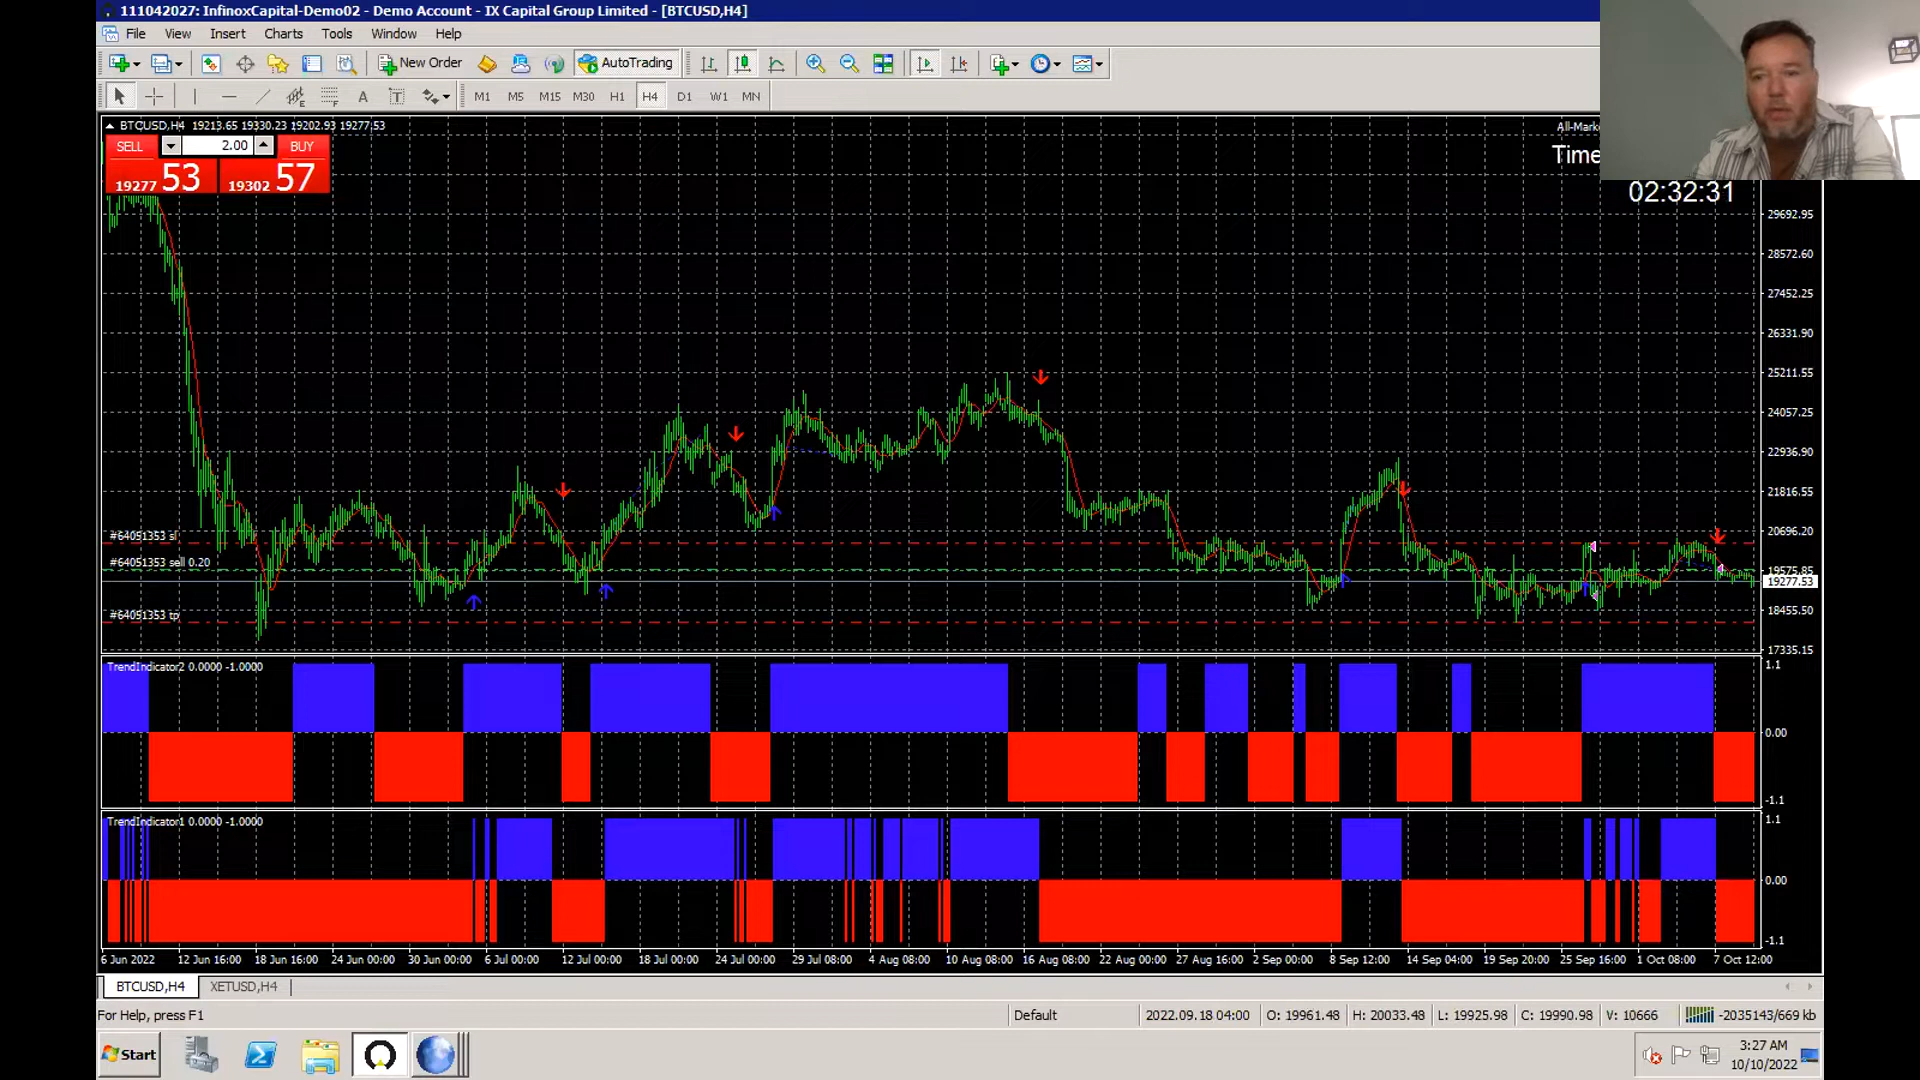 111042027: InfinoxCapital-Demo02 - Demo Account - IX Capital Group Limited - [BTCUSD,H4]
File View Insert Charts Tools Window Help
New Order AutoTrading
A T M1 M5 M15 M30 H1 H4 D1 W1 MN
BTCUSD,H4 19213.65 19330.23 19202.93 19277.53
All-Marke
SELL 2.00 BUY
19277 53 19302 57
Time
02:32:31
29692.95
28572.60
27452.25
26331.90
25211.55
24057.25
22936.90
21816.55
20696.20
19575.85
19277.53
18455.50
17335.15
#64051353 sl
#64051353 sell 0.20
#64051353 tp
TrendIndicator2 0.0000 -1.0000
1.1
0.00
-1.1
TrendIndicator1 0.0000 -1.0000
1.1
0.00
-1.1
6 Jun 2022 12 Jun 16:00 18 Jun 16:00 24 Jun 00:00 30 Jun 00:00 6 Jul 00:00 12 Jul 00:00 18 Jul 00:00 24 Jul 00:00 29 Jul 08:00 4 Aug 08:00 10 Aug 08:00 16 Aug 08:00 22 Aug 00:00 27 Aug 16:00 2 Sep 00:00 8 Sep 12:00 14 Sep 04:00 19 Sep 20:00 25 Sep 16:00 1 Oct 08:00 7 Oct 12:00
BTCUSD,H4 XETUSD,H4
For Help, press F1 Default 2022.09.18 04:00 O: 19961.48 H: 20033.48 L: 19925.98 C: 19990.98 V: 10666 -2035143/669 kb
Start
3:27 AM
10/10/2022